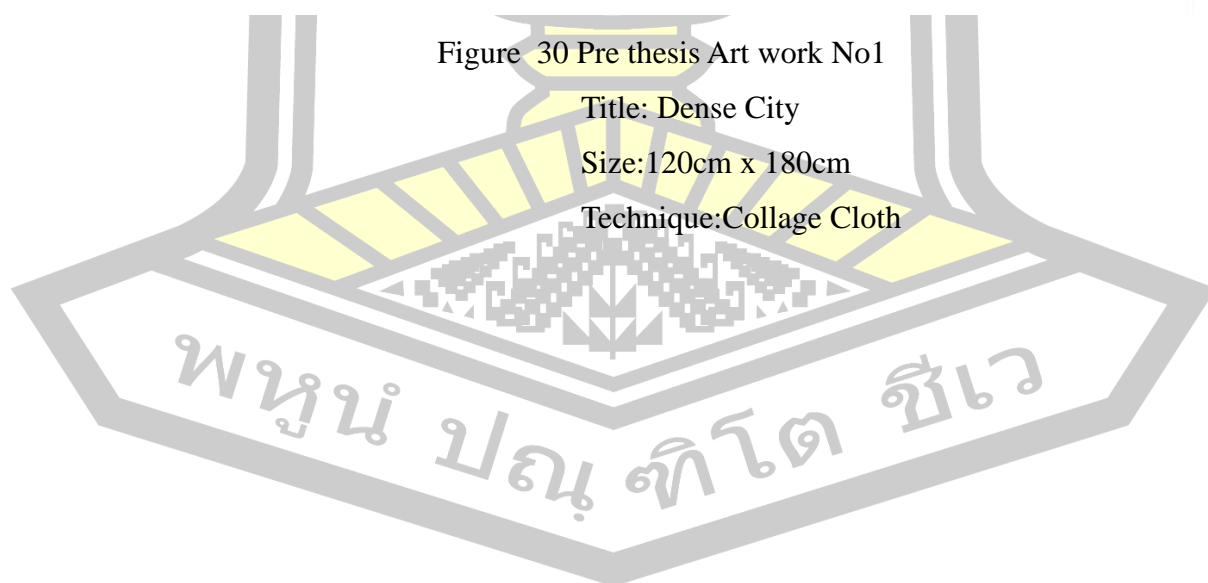 Figure 30 Pre thesis Art work No1
Title: Dense City
Size:120cm x 180cm
Technique:Collage Cloth
พหูนํ ปณฺฑิโต ชีเว